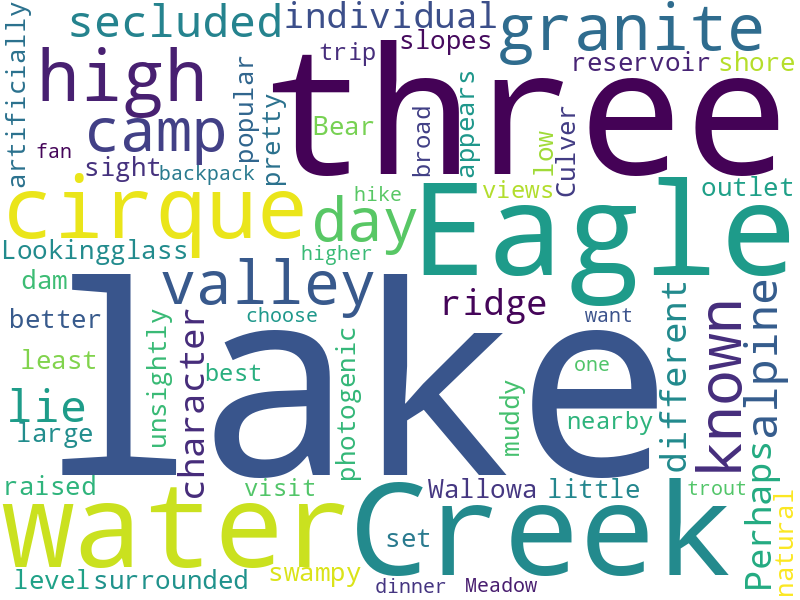 artificially
secluded
individual
granite
trip
slopes
reservoir
shore
high
three
popular
pretty
Bear
broad
appears
low
Culver
camp
fan
sight
backpack
cirque
day
hike
views
outlet
Eagle
Lookingglass
higher
dam
valley
ridge
better
unsightly
character
choose
want
different
known
alpine
lake
least
best
photogenic
one
muddy
nearby
lie
large
raised
visit
Wallowa
little
trout
Perhaps
natural
water
Creek
set
level
surrounded
swampy
dinner
Meadow